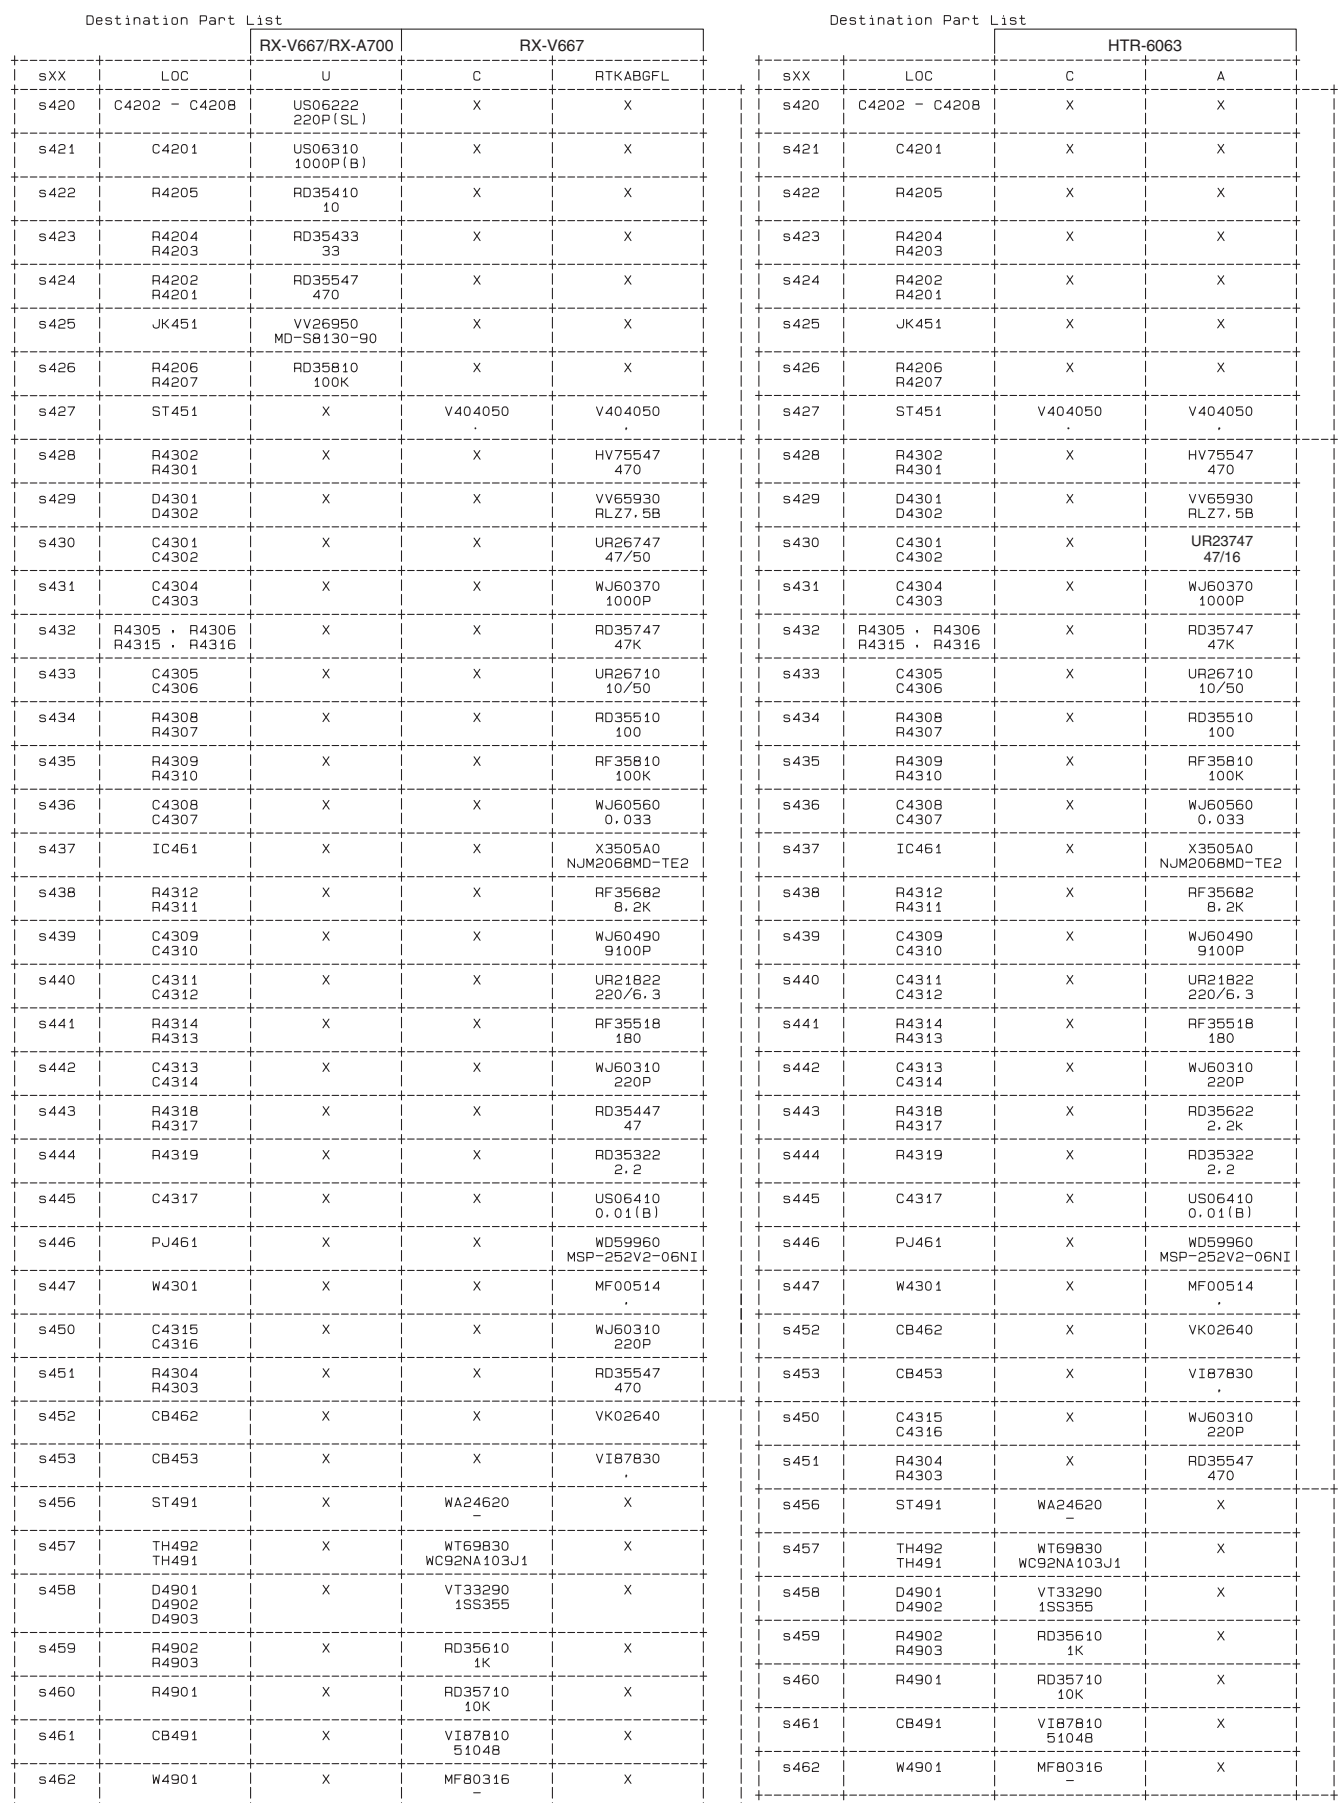 Destination Part List
RX-V667/RX-A700 RX-V667
sXX LOC U C RTKABGFL
s420 C4202 - C4208 US06222 X X
220P(SL)
s421 C4201 US06310 X X
1000P(B)
s422 R4205 RD35410 X X
10
s423 R4204 RD35433 X X
R4203 33
s424 R4202 RD35547 X X
R4201 470
s425 JK451 VV26950 X X
MD-S8130-90
s426 R4206 RD35810 X X
R4207 100K
s427 ST451 X V404050 V404050
. ,
s428 R4302 X X HV75547
R4301 470
s429 D4301 X X VV65930
D4302 RLZ7.5B
s430 C4301 X X UR26747
C4302 47/50
s431 C4304 X X WJ60370
C4303 1000P
s432 R4305 , R4306 X X RD35747
R4315 , R4316 47K
s433 C4305 X X UR26710
C4306 10/50
s434 R4308 X X RD35510
R4307 100
s435 R4309 X X RF35810
R4310 100K
s436 C4308 X X WJ60560
C4307 0.033
s437 IC461 X X X3505A0
NJM2068MD-TE2
s438 R4312 X X RF35682
R4311 8.2K
s439 C4309 X X WJ60490
C4310 9100P
s440 C4311 X X UR21822
C4312 220/6.3
s441 R4314 X X RF35518
R4313 180
s442 C4313 X X WJ60310
C4314 220P
s443 R4318 X X RD35447
R4317 47
s444 R4319 X X RD35322
2.2
s445 C4317 X X US06410
0.01(B)
s446 PJ461 X X WD59960
MSP-252V2-06NI
s447 W4301 X X MF00514
,
s450 C4315 X X WJ60310
C4316 220P
s451 R4304 X X RD35547
R4303 470
s452 CB462 X X VK02640
s453 CB453 X X VI87830
,
s456 ST491 X WA24620 X
-
s457 TH492 X WT69830 X
TH491 WC92NA103J1
s458 D4901 X VT33290 X
D4902 1SS355
D4903
s459 R4902 X RD35610 X
R4903 1K
s460 R4901 X RD35710 X
10K
s461 CB491 X VI87810 X
51048
s462 W4901 X MF80316 X
-
Destination Part List
HTR-6063
sXX LOC C A
s420 C4202 - C4208 X X
s421 C4201 X X
s422 R4205 X X
s423 R4204 X X
R4203
s424 R4202 X X
R4201
s425 JK451 X X
s426 R4206 X X
R4207
s427 ST451 V404050 V404050
. ,
s428 R4302 X HV75547
R4301 470
s429 D4301 X VV65930
D4302 RLZ7.5B
s430 C4301 X UR23747
C4302 47/16
s431 C4304 X WJ60370
C4303 1000P
s432 R4305 , R4306 X RD35747
R4315 , R4316 47K
s433 C4305 X UR26710
C4306 10/50
s434 R4308 X RD35510
R4307 100
s435 R4309 X RF35810
R4310 100K
s436 C4308 X WJ60560
C4307 0.033
s437 IC461 X X3505A0
NJM2068MD-TE2
s438 R4312 X RF35682
R4311 8.2K
s439 C4309 X WJ60490
C4310 9100P
s440 C4311 X UR21822
C4312 220/6.3
s441 R4314 X RF35518
R4313 180
s442 C4313 X WJ60310
C4314 220P
s443 R4318 X RD35622
R4317 2.2K
s444 R4319 X RD35322
2.2
s445 C4317 X US06410
0.01(B)
s446 PJ461 X WD59960
MSP-252V2-06NI
s447 W4301 X MF00514
,
s452 CB462 X VK02640
s453 CB453 X VI87830
,
s450 C4315 X WJ60310
C4316 220P
s451 R4304 X RD35547
R4303 470
s456 ST491 WA24620 X
-
s457 TH492 WT69830 X
TH491 WC92NA103J1
s458 D4901 VT33290 X
D4902 1SS355
s459 R4902 RD35610 X
R4903 1K
s460 R4901 RD35710 X
10K
s461 CB491 VI87810 X
51048
s462 W4901 MF80316 X
-